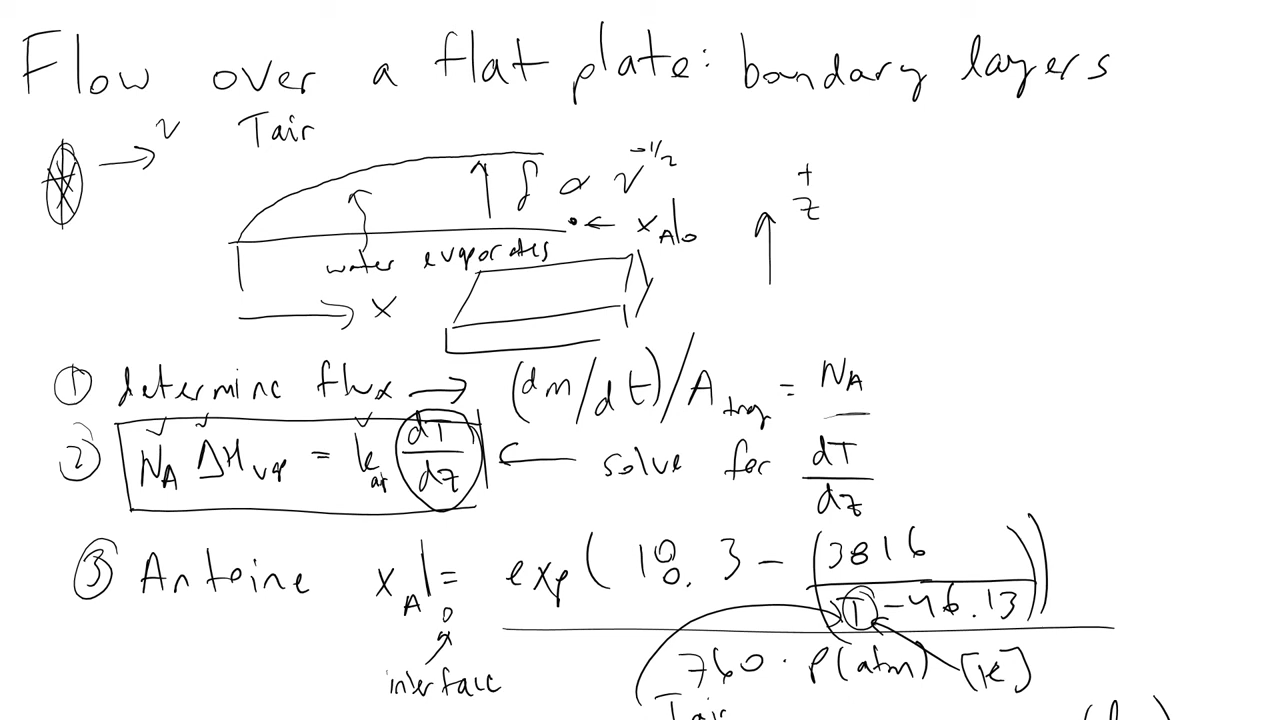 Flow over a flat plate: boundary layers
v Tair
δ ∝ v^-1/2
+
z
← x_A|0
water evaporates
→ x
① determine flux → (dm/dt)/A = N_A
② N_A ΔH_vap = k_air dT/dz ← solve for dT/dz
③ Antoine x_A|0 = exp(18.3 - (3816/(T-46.13)))
760 · P(atm) [K]
interface
Tair